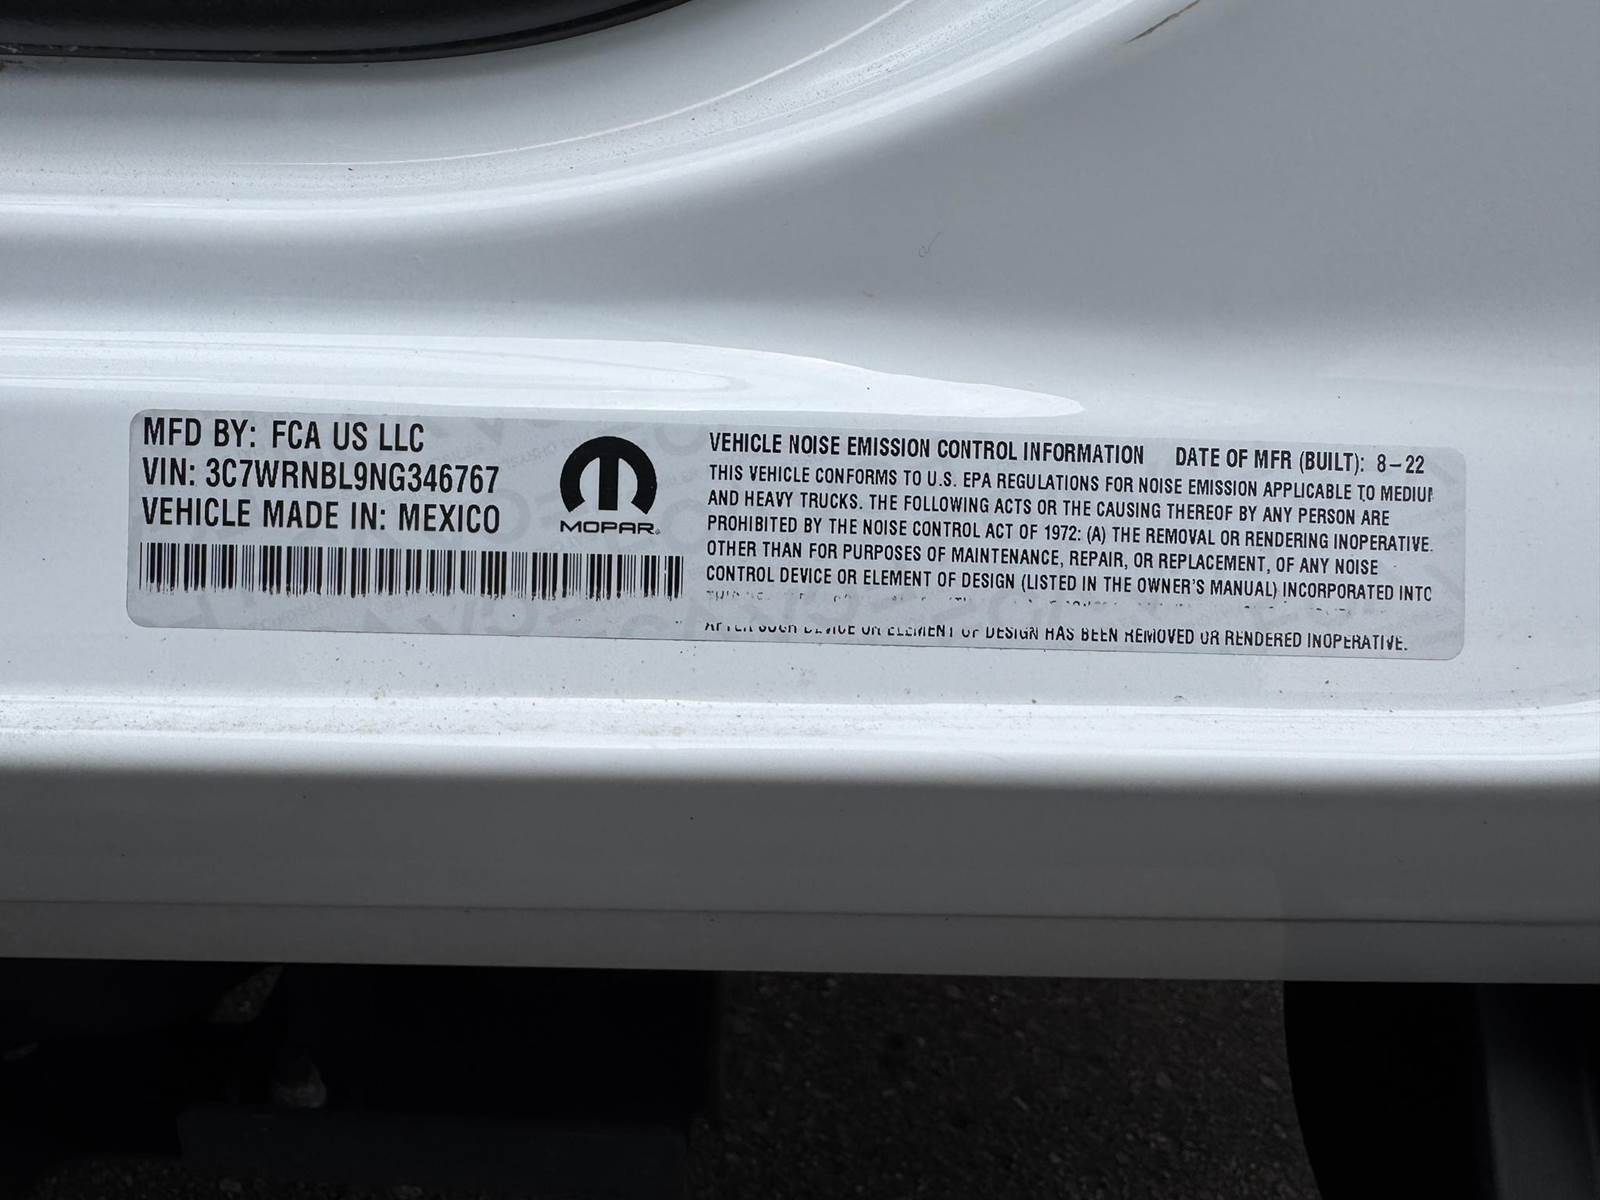 MFD BY: FCA US LLC
VIN: 3C7WRNBL9NG346767
VEHICLE MADE IN: MEXICO
MOPAR
VEHICLE NOISE EMISSION CONTROL INFORMATION DATE OF MFR (BUILT): 8-22
THIS VEHICLE CONFORMS TO U.S. EPA REGULATIONS FOR NOISE EMISSION APPLICABLE TO MEDIUM
AND HEAVY TRUCKS. THE FOLLOWING ACTS OR THE CAUSING THEREOF BY ANY PERSON ARE
PROHIBITED BY THE NOISE CONTROL ACT OF 1972: (A) THE REMOVAL OR RENDERING INOPERATIVE.
OTHER THAN FOR PURPOSES OF MAINTENANCE, REPAIR, OR REPLACEMENT, OF ANY NOISE
CONTROL DEVICE OR ELEMENT OF DESIGN (LISTED IN THE OWNER'S MANUAL) INCORPORATED INTO
AFTER SUCH DEVICE OR ELEMENT OF DESIGN HAS BEEN REMOVED OR RENDERED INOPERATIVE.